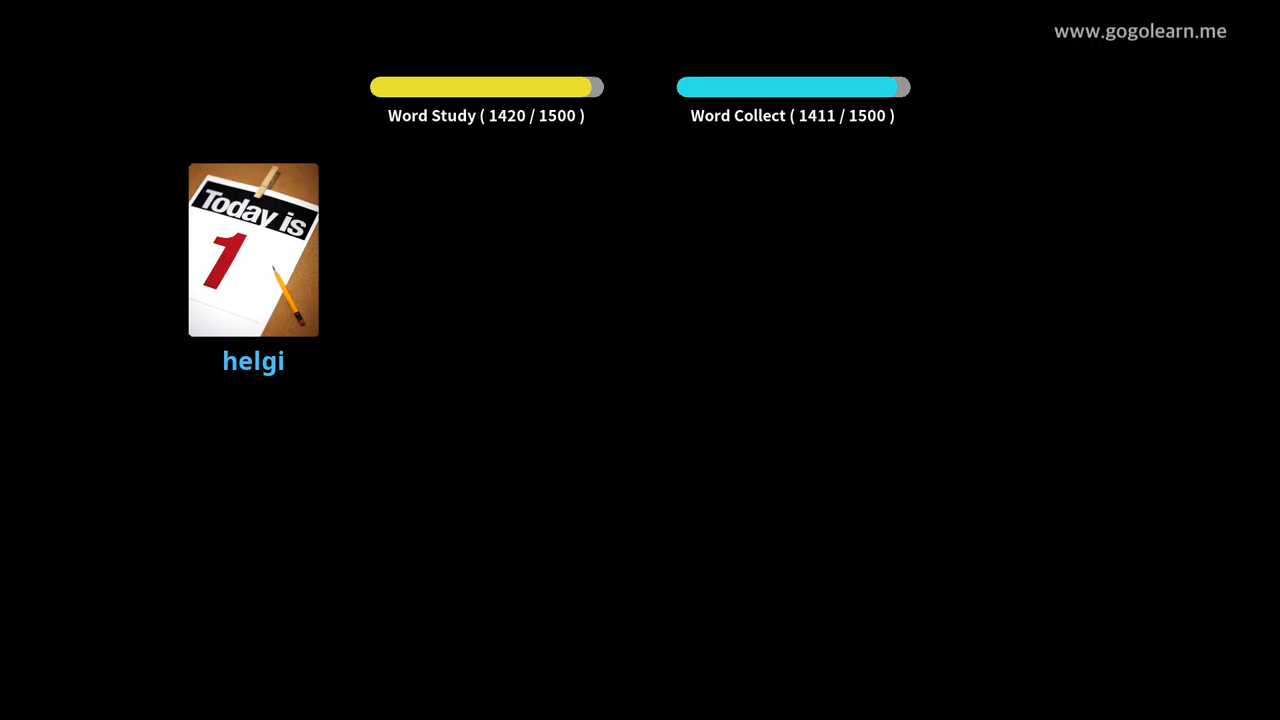 www.gogolearn.me
Word Study ( 1420 / 1500 )
Word Collect ( 1411 / 1500 )
Today is
1
helgi